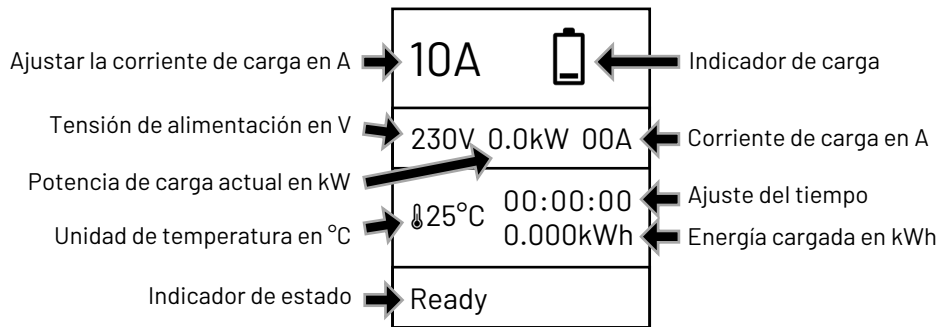 Ajustar la corriente de carga en A
10A
Indicador de carga
Tensión de alimentación en V
230V 0.0kW 00A
Corriente de carga en A
Potencia de carga actual en kW
Ajuste del tiempo
00:00:00
25°C
Unidad de temperatura en °C
0.000kWh
Energía cargada en kWh
Indicador de estado
Ready